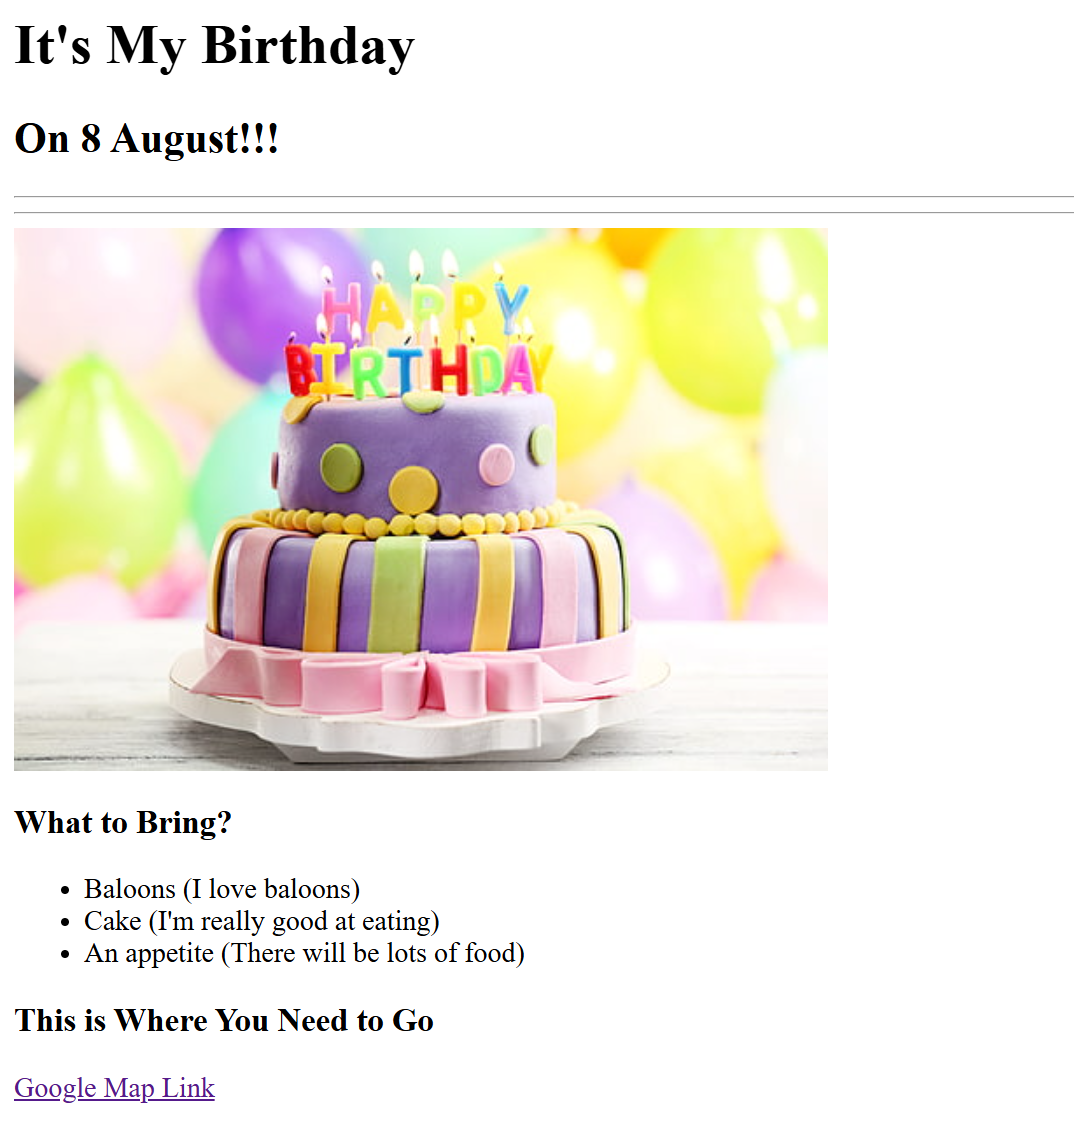 It's My Birthday
On 8 August!!!
HAPPY
BIRTHDAY
What to Bring?
Baloons (I love baloons)
Cake (I'm really good at eating)
An appetite (There will be lots of food)
This is Where You Need to Go
Google Map Link